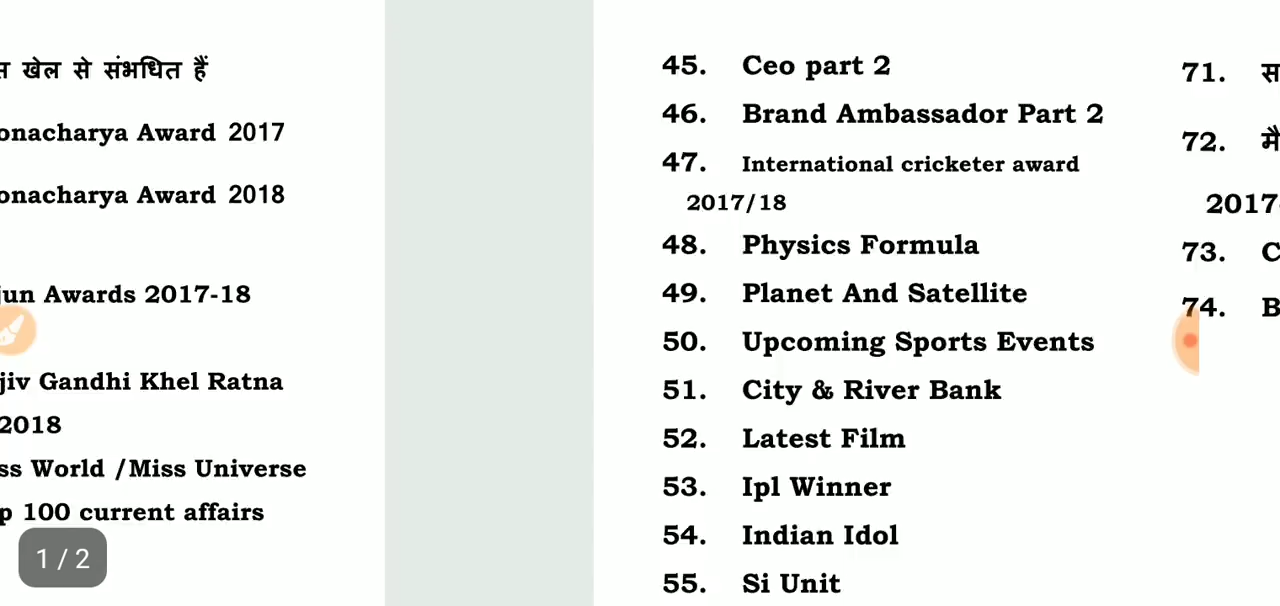 खेल से संभधित हैं
onacharya Award 2017
onacharya Award 2018
jun Awards 2017-18
jiv Gandhi Khel Ratna
2018
ss World /Miss Universe
p 100 current affairs
1 / 2
45. Ceo part 2
46. Brand Ambassador Part 2
47. International cricketer award
2017/18
48. Physics Formula
49. Planet And Satellite
50. Upcoming Sports Events
51. City & River Bank
52. Latest Film
53. Ipl Winner
54. Indian Idol
55. Si Unit
71. स
72. मै
2017
73. C
74. B